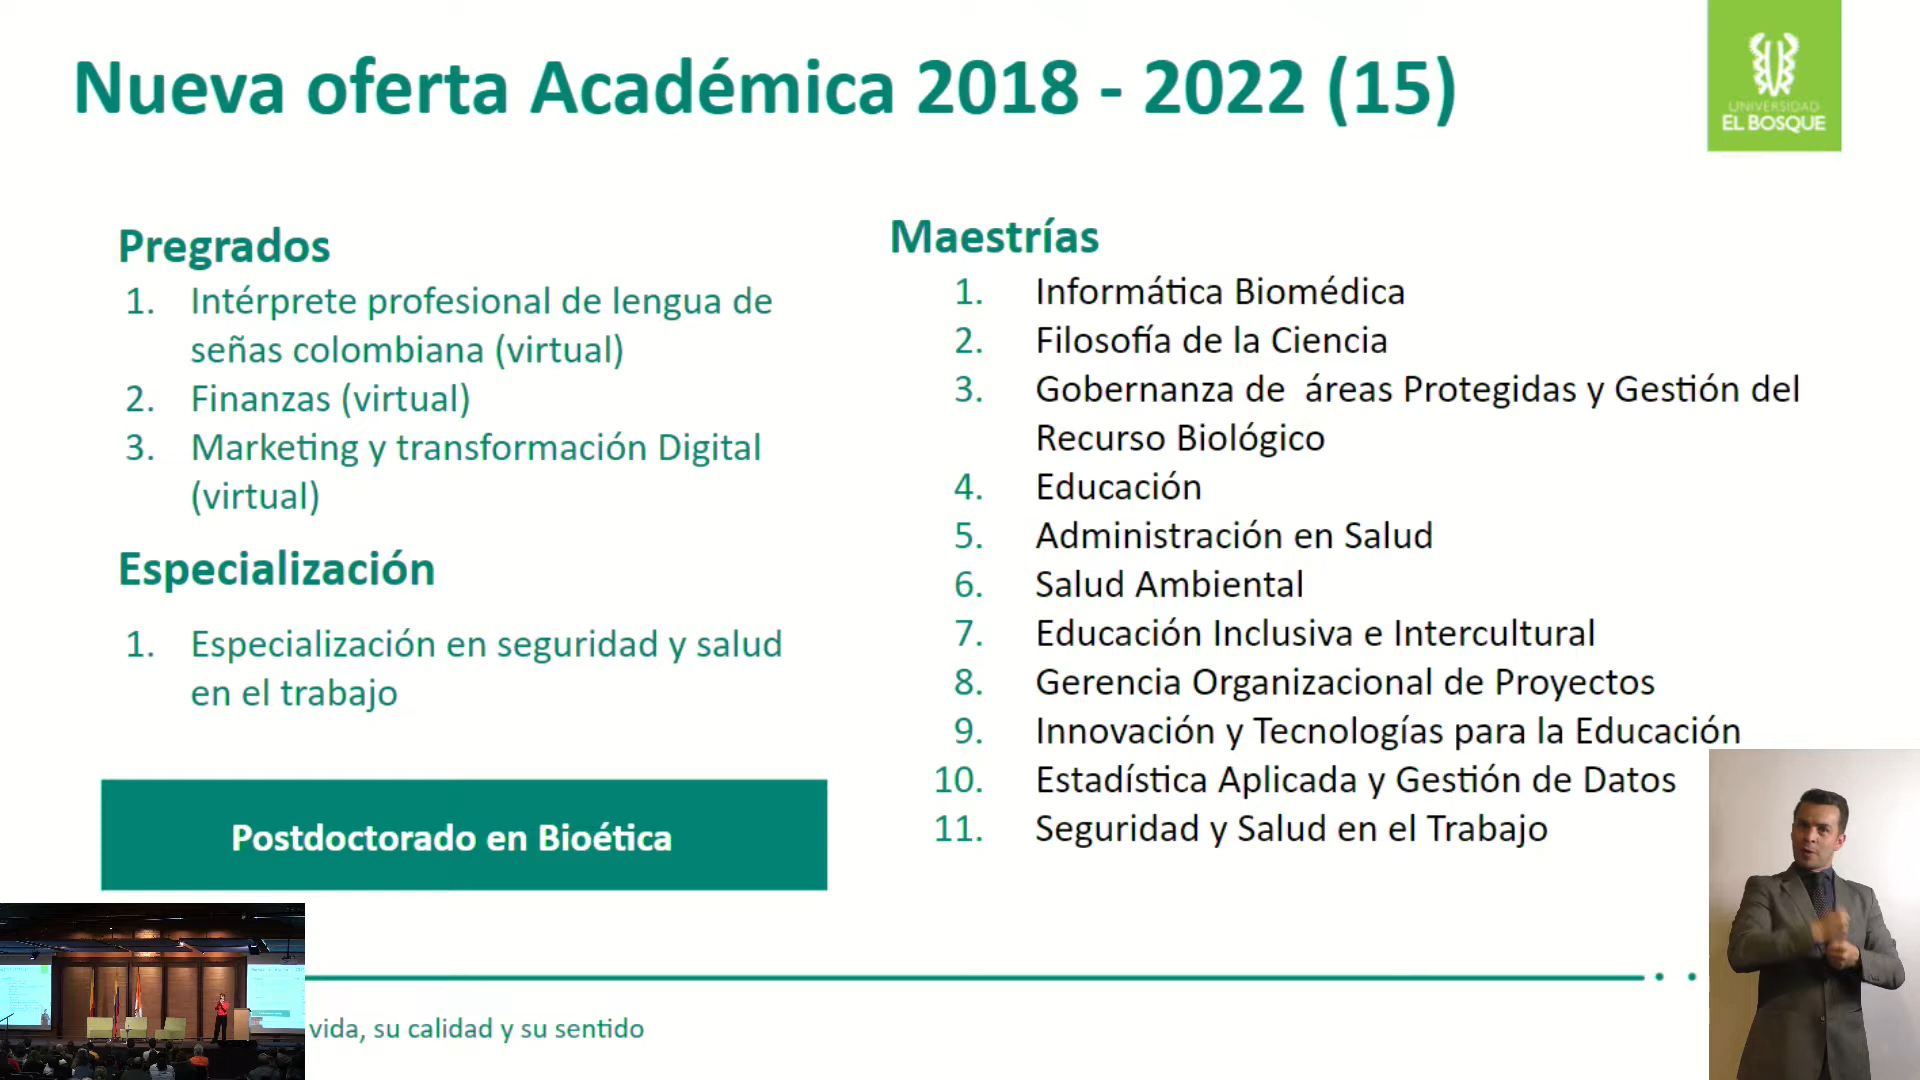 Nueva oferta Académica 2018 - 2022 (15)
UNIVERSIDAD
EL BOSQUE
Pregrados
1. Intérprete profesional de lengua de
señas colombiana (virtual)
2. Finanzas (virtual)
3. Marketing y transformación Digital
(virtual)
Especialización
1. Especialización en seguridad y salud
en el trabajo
Postdoctorado en Bioética
Maestrías
1. Informática Biomédica
2. Filosofía de la Ciencia
3. Gobernanza de  áreas Protegidas y Gestión del
Recurso Biológico
4. Educación
5. Administración en Salud
6. Salud Ambiental
7. Educación Inclusiva e Intercultural
8. Gerencia Organizacional de Proyectos
9. Innovación y Tecnologías para la Educación
10. Estadística Aplicada y Gestión de Datos
11. Seguridad y Salud en el Trabajo
vida, su calidad y su sentido